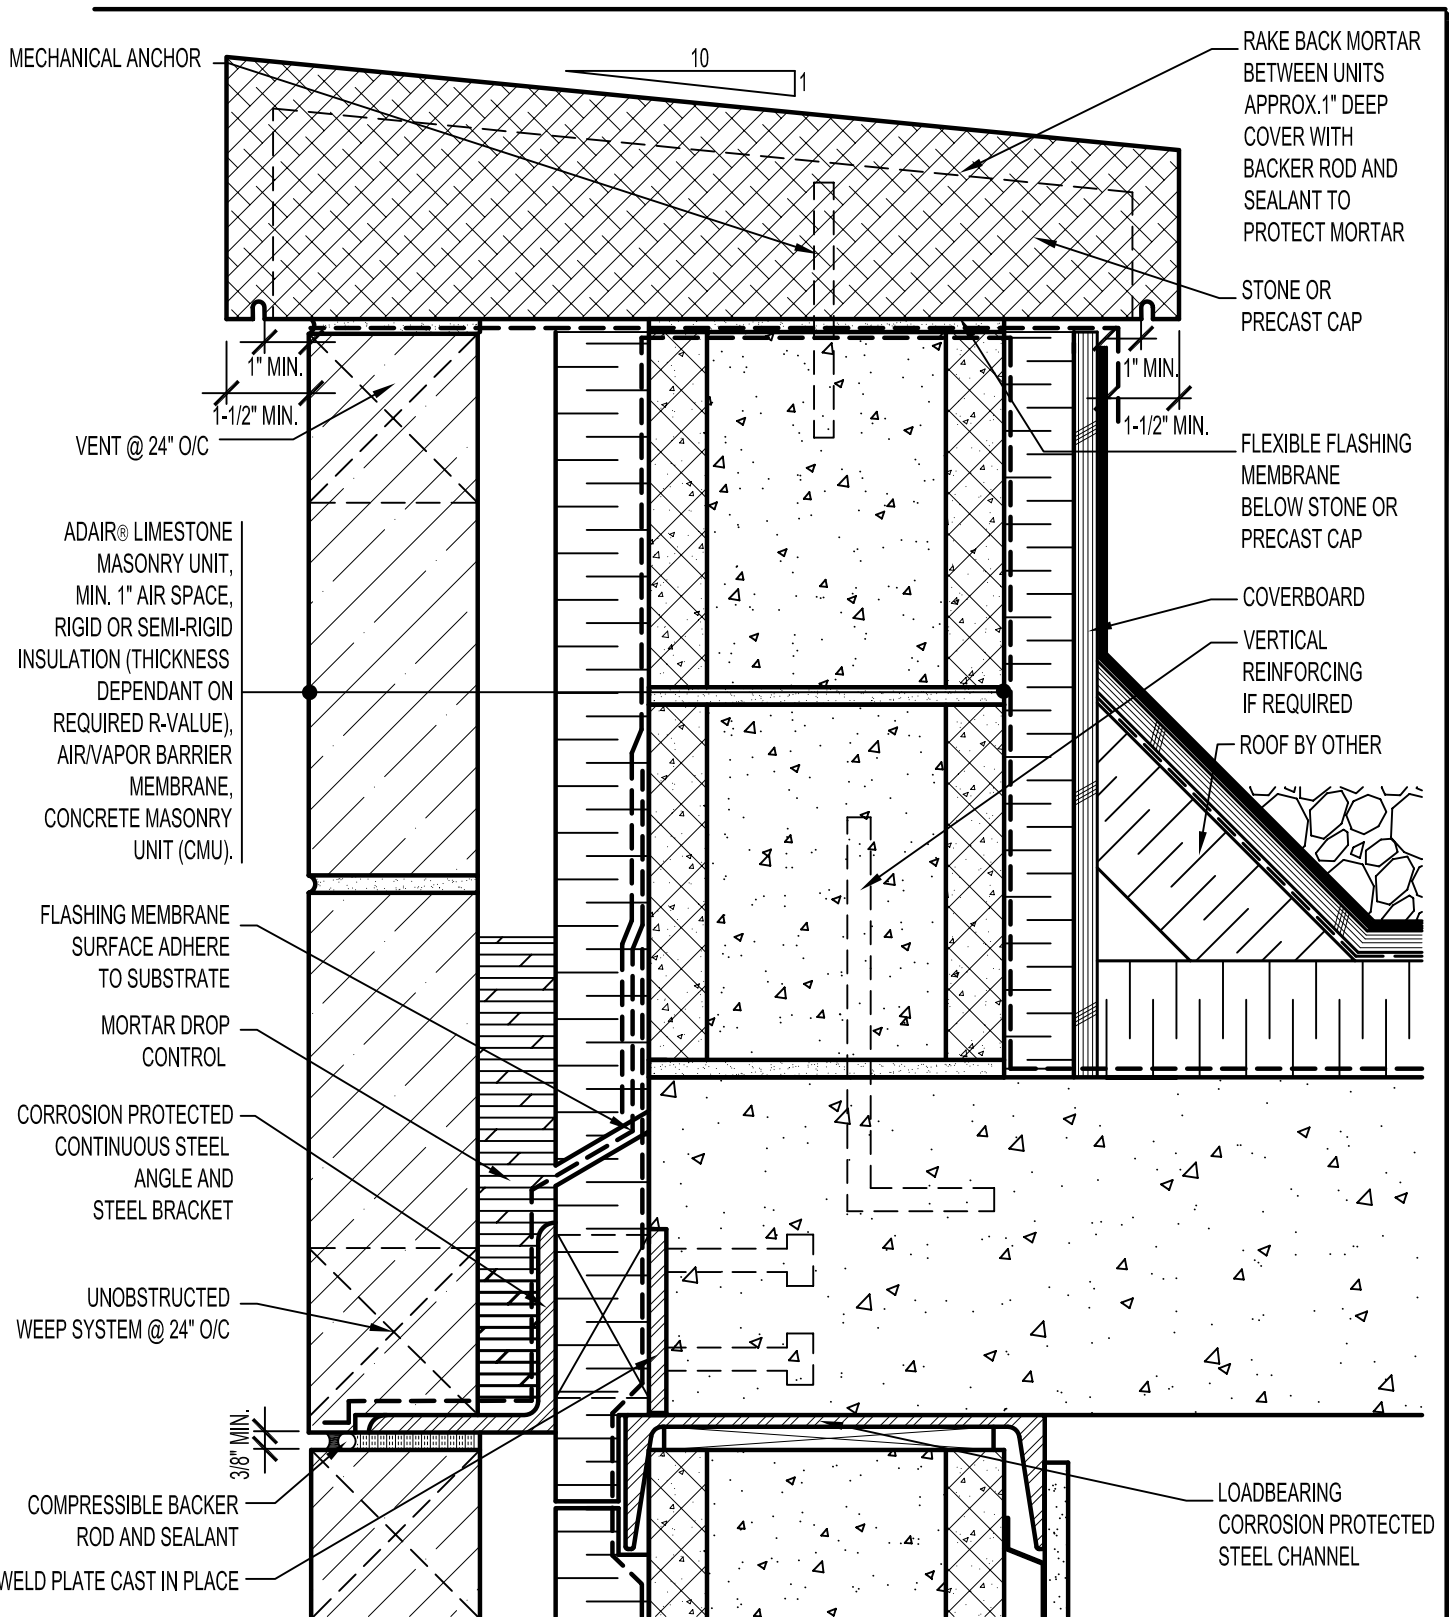 MECHANICAL ANCHOR
10
1
RAKE BACK MORTAR
BETWEEN UNITS
APPROX.1" DEEP
COVER WITH
BACKER ROD AND
SEALANT TO
PROTECT MORTAR
STONE OR
PRECAST CAP
1" MIN.
1-1/2" MIN.
1" MIN.
1-1/2" MIN.
VENT @ 24" O/C
FLEXIBLE FLASHING
MEMBRANE
BELOW STONE OR
PRECAST CAP
ADAIR® LIMESTONE
MASONRY UNIT,
MIN. 1" AIR SPACE,
RIGID OR SEMI-RIGID
INSULATION (THICKNESS
DEPENDANT ON
REQUIRED R-VALUE),
AIR/VAPOR BARRIER
MEMBRANE,
CONCRETE MASONRY
UNIT (CMU).
COVERBOARD
VERTICAL
REINFORCING
IF REQUIRED
ROOF BY OTHER
FLASHING MEMBRANE
SURFACE ADHERE
TO SUBSTRATE
MORTAR DROP
CONTROL
CORROSION PROTECTED
CONTINUOUS STEEL
ANGLE AND
STEEL BRACKET
UNOBSTRUCTED
WEEP SYSTEM @ 24" O/C
3/8" MIN.
COMPRESSIBLE BACKER
ROD AND SEALANT
WELD PLATE CAST IN PLACE
LOADBEARING
CORROSION PROTECTED
STEEL CHANNEL